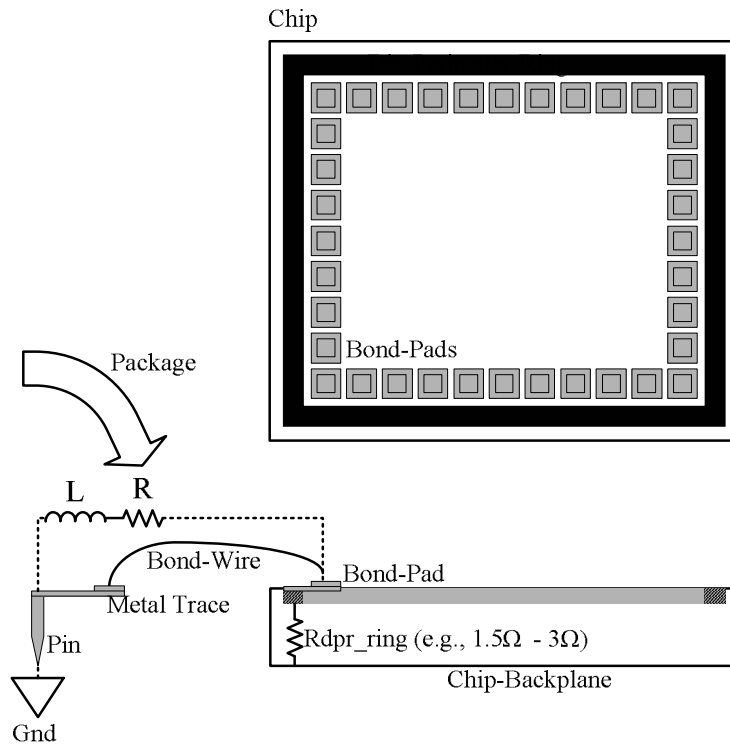 Chip
Bond-Pads
Package
L
R
Bond-Wire
Bond-Pad
Metal Trace
Pin
Rdpr_ring (e.g., 1.5Ω - 3Ω)
Chip-Backplane
Gnd